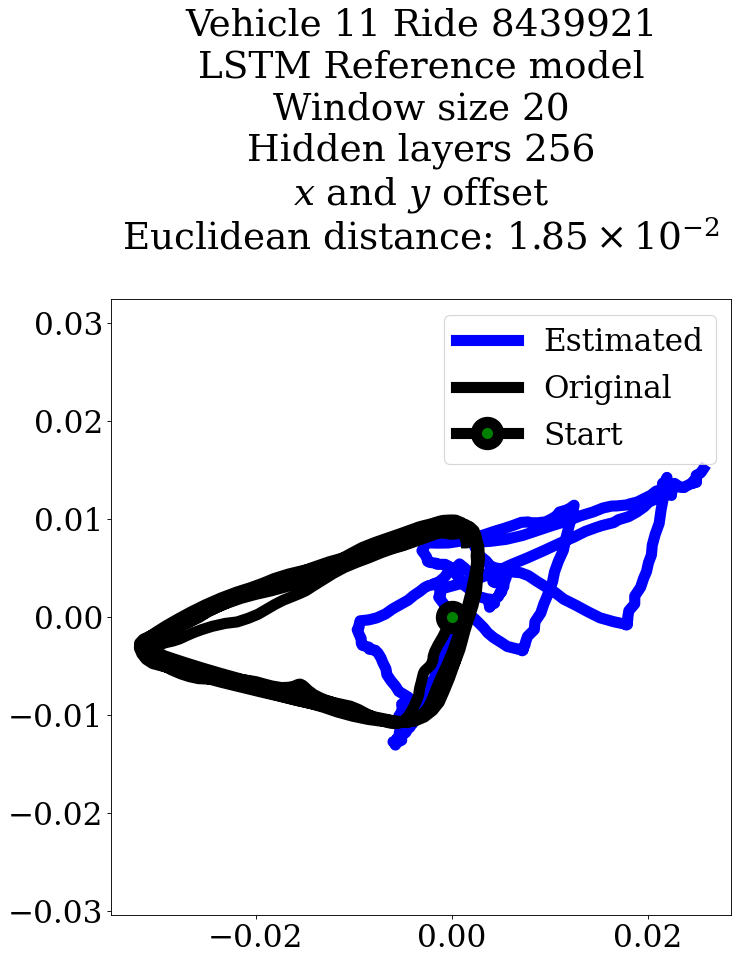 Vehicle 11 Ride 8439921
LSTM Reference model
Window size 20
Hidden layers 256
x and y offset
Euclidean distance: 1.85 × 10⁻²
Estimated
Original
Start
0.03
0.02
0.01
0.00
−0.01
−0.02
−0.03
−0.02
0.00
0.02